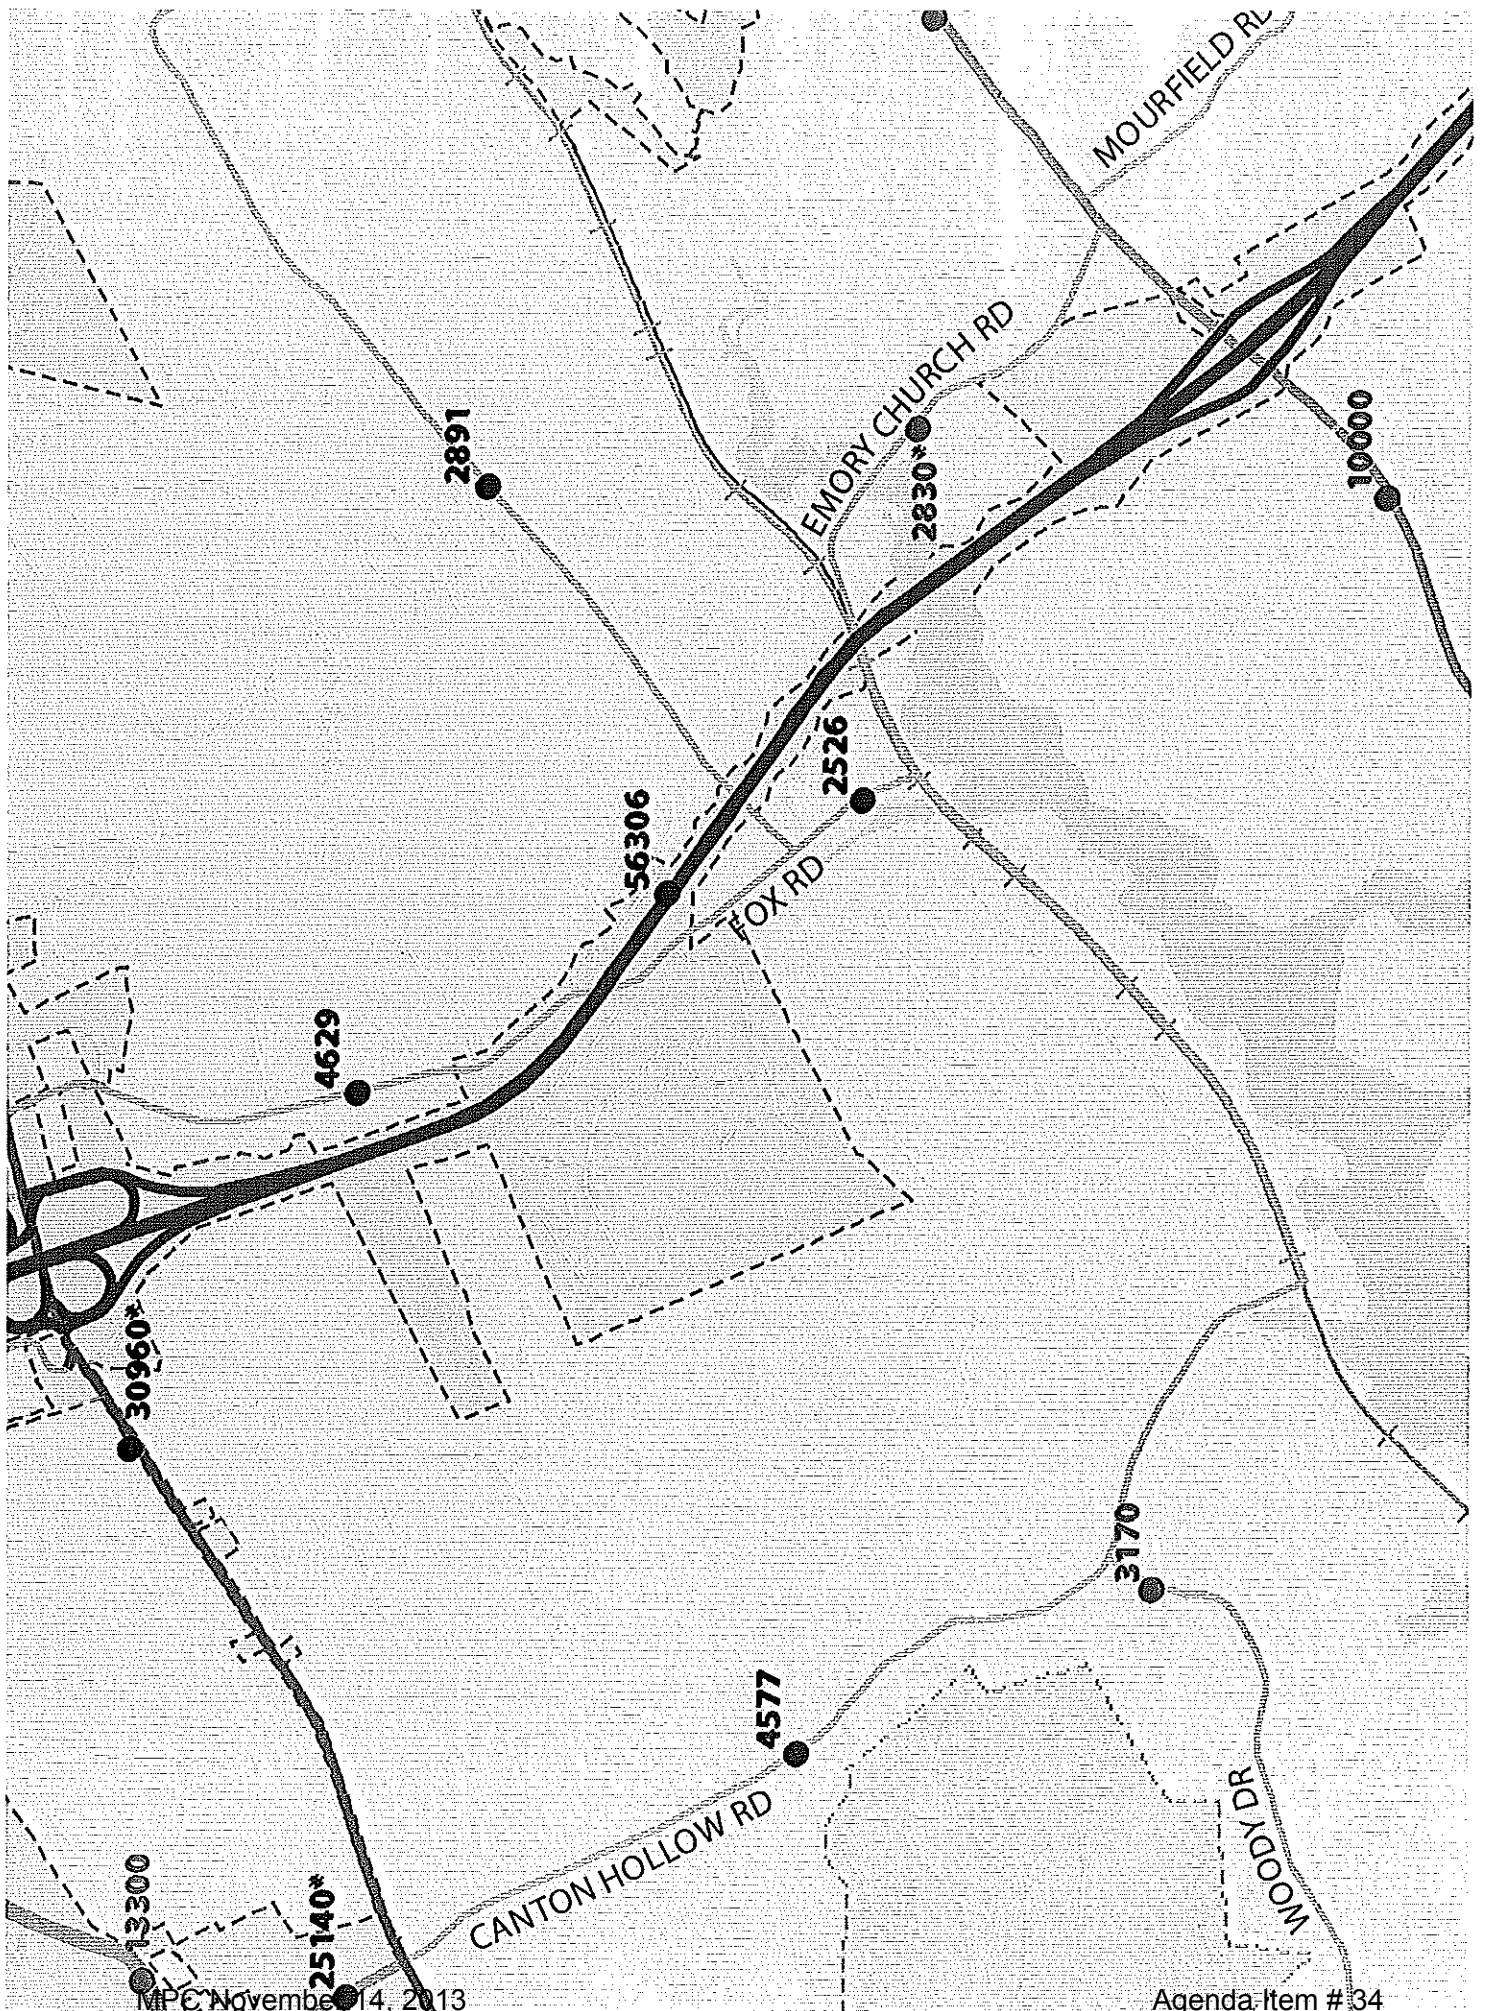 MOURFIELD RD
2891
EMORY CHURCH RD
2830*
10000
2526
56306
FOX RD
4629
30960*
3170
4577
CANTON HOLLOW RD
WOODY DR
13300
25140*
MPC November 14, 2013
Agenda Item # 34